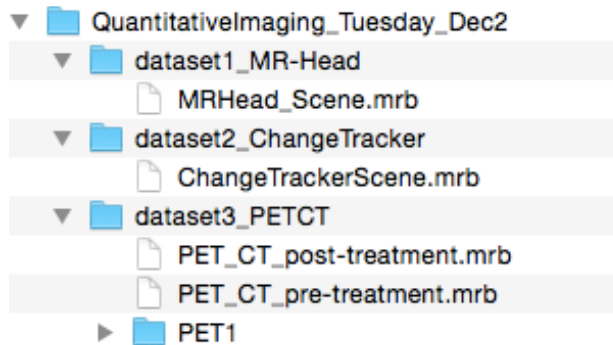 QuantitativeImaging_Tuesday_Dec2
dataset1_MR-Head
MRHead_Scene.mrb
dataset2_ChangeTracker
ChangeTrackerScene.mrb
dataset3_PETCT
PET_CT_post-treatment.mrb
PET_CT_pre-treatment.mrb
PET1